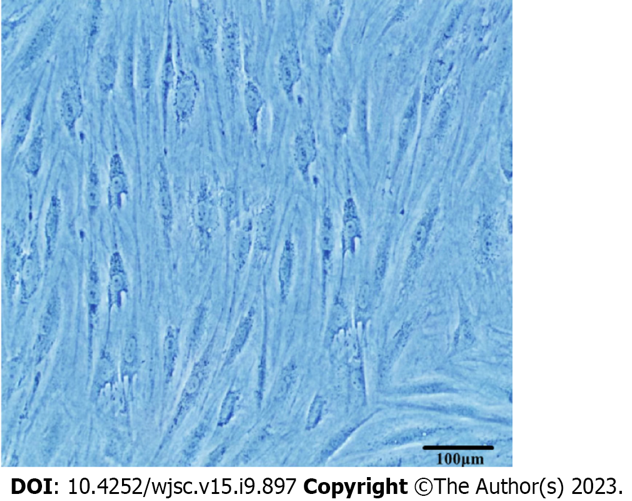 100μm
DOI: 10.4252/wjsc.v15.i9.897 Copyright ©The Author(s) 2023.